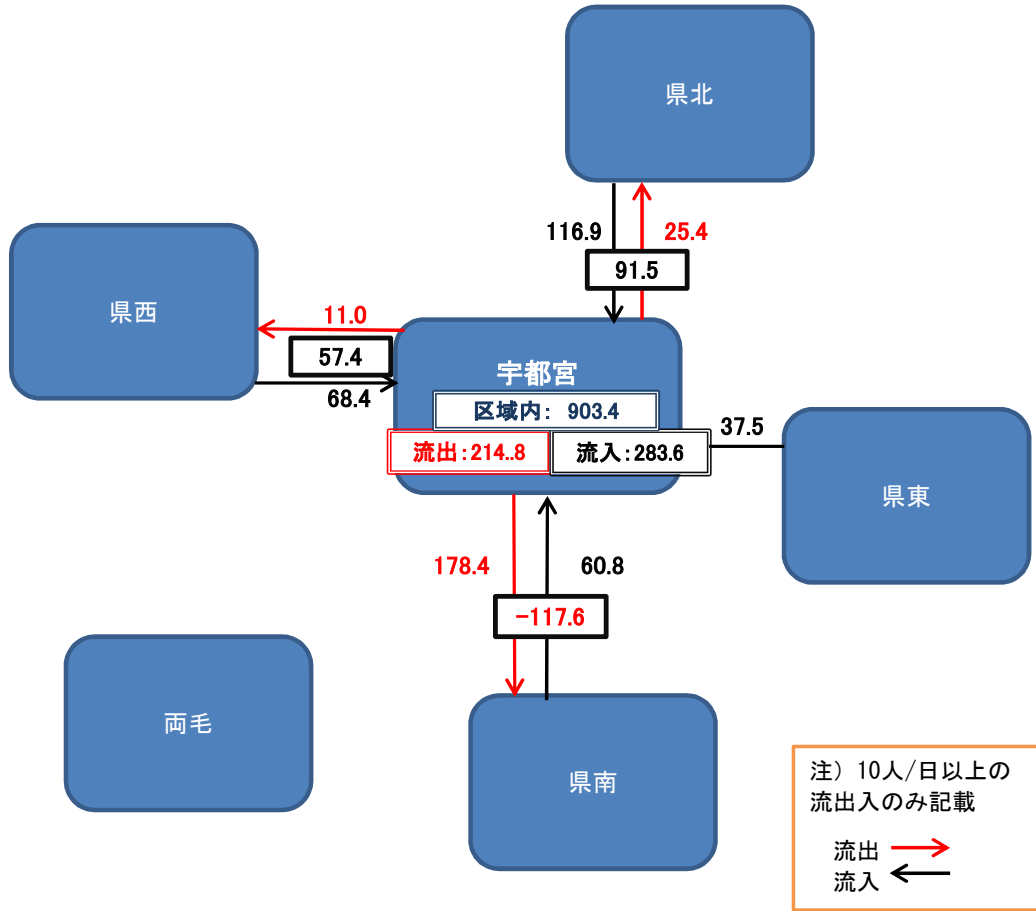 県北
116.9
25.4
91.5
県西
11.0
57.4
68.4
宇都宮
区域内： 903.4
流出：214..8
流入：283.6
37.5
県東
178.4
60.8
−117.6
両毛
県南
注）10人/日以上の
流出入のみ記載
流出
流入